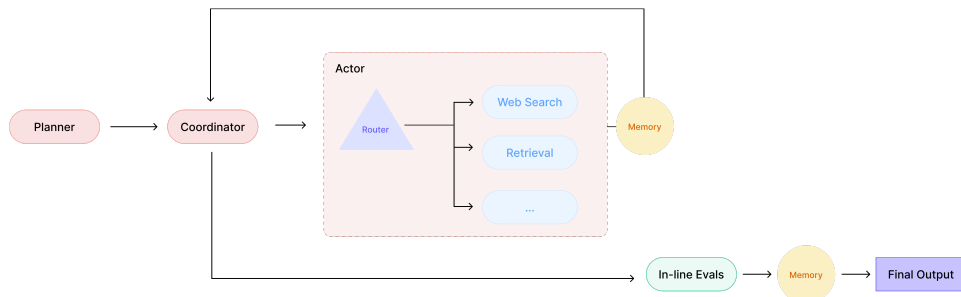 Actor
Planner
Coordinator
Router
Web Search
Retrieval
...
Memory
In-line Evals
Memory
Final Output